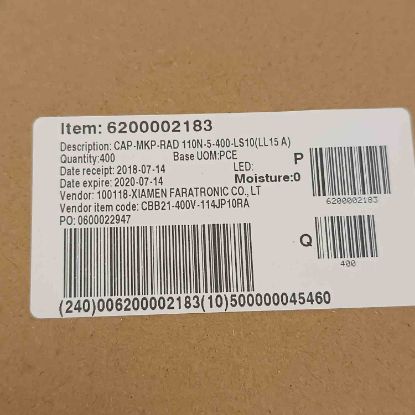 Item: 6200002183
Description: CAP-MKP-RAD 110N-5-400-LS10(LL15 A)
Quantity:400 Base UOM:PCE P
Date receipt: 2018-07-14 LED:
Date expire: 2020-07-14 Moisture:0
Vendor: 100118-XIAMEN FARATRONIC CO., LT
6200002183
Vendor item code: CBB21-400V-114JP10RA
PO: 0600022947
Q
400
(240)006200002183(10)500000045460